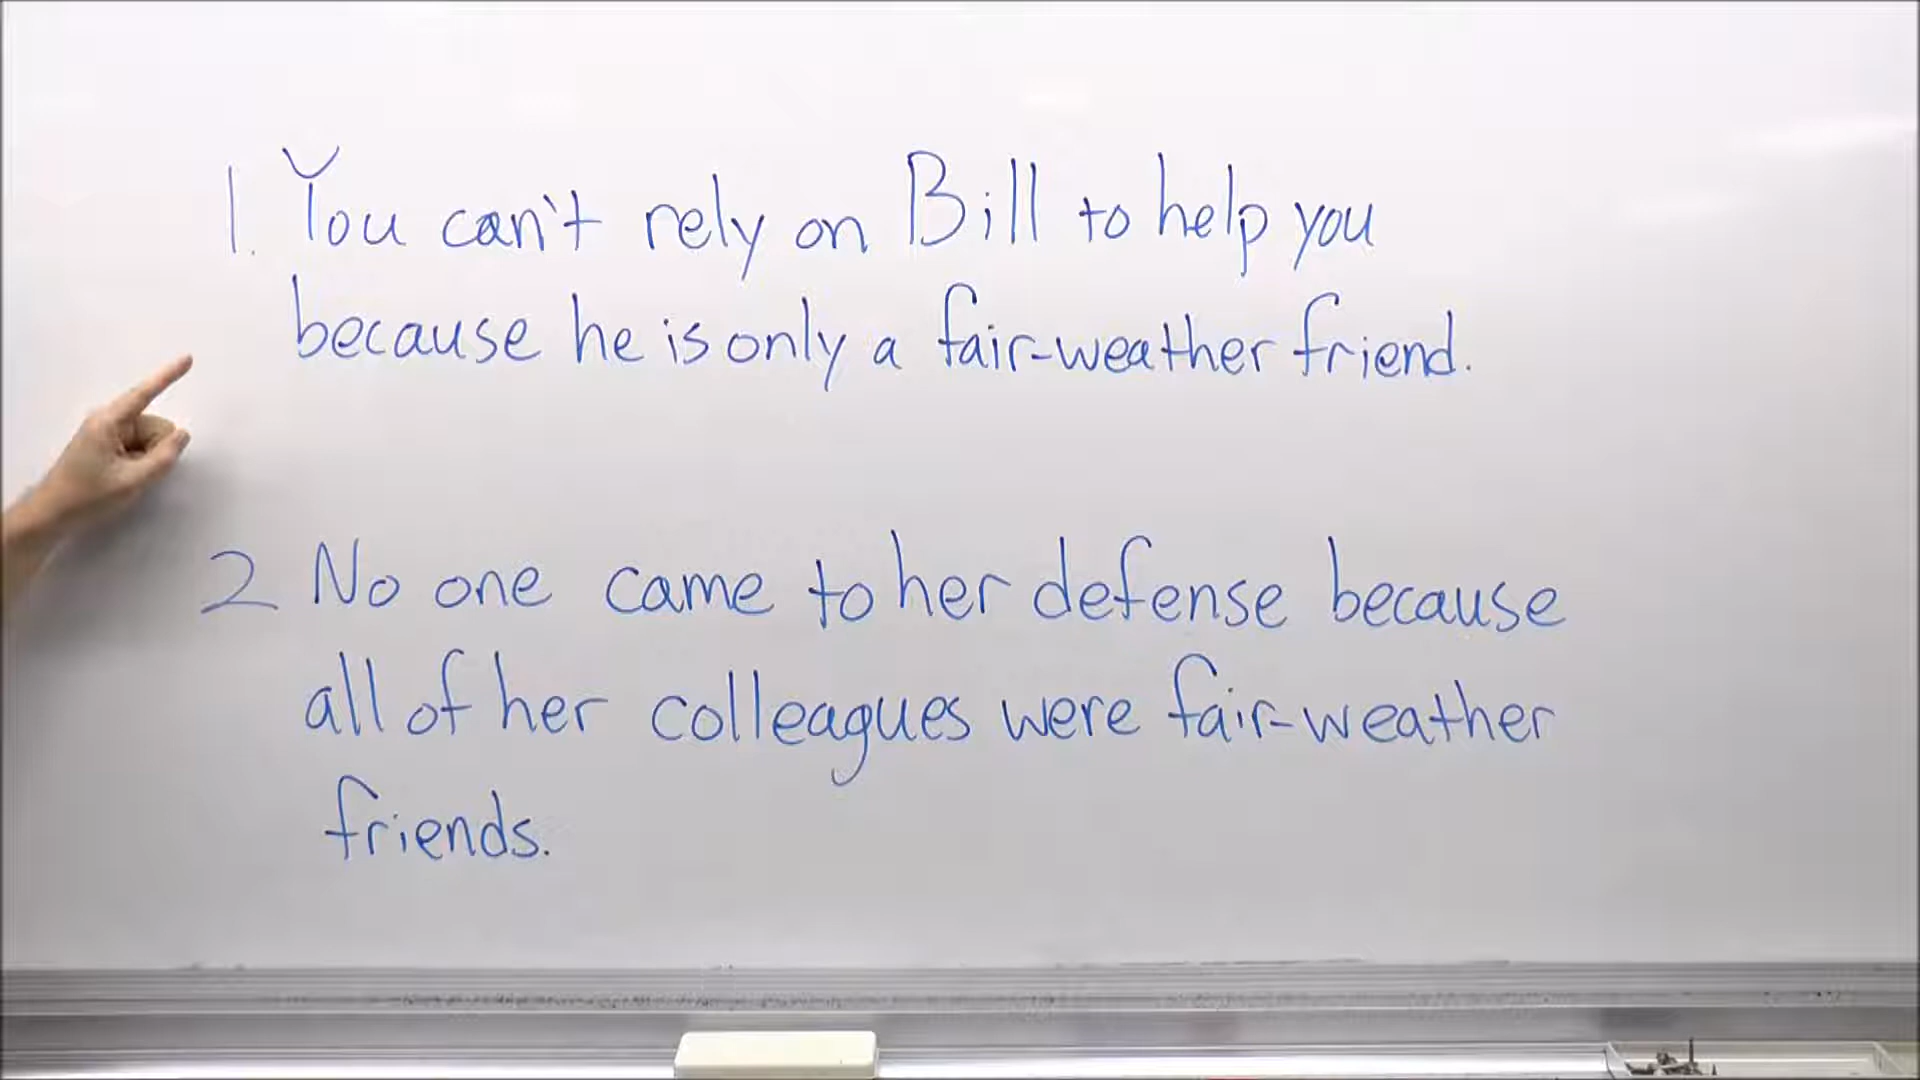 1. You can't rely on Bill to help you
because he is only a fair-weather friend.
2 No one came to her defense because
all of her colleagues were fair-weather
friends.